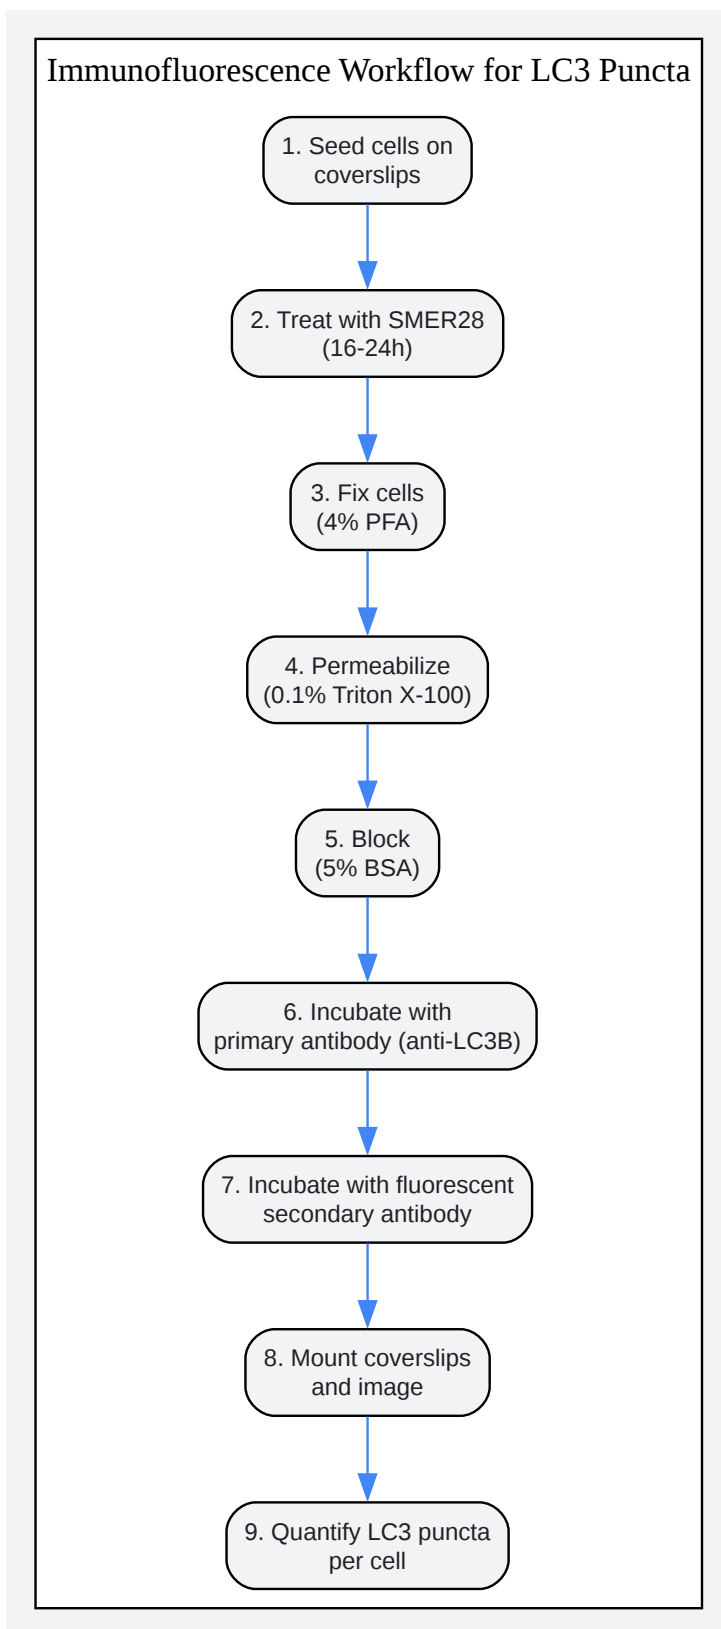 Immunofluorescence Workflow for LC3 Puncta
1. Seed cells on
coverslips
2. Treat with SMER28
(16-24h)
3. Fix cells
(4% PFA)
4. Permeabilize
(0.1% Triton X-100)
5. Block
(5% BSA)
6. Incubate with
primary antibody (anti-LC3B)
7. Incubate with fluorescent
secondary antibody
8. Mount coverslips
and image
9. Quantify LC3 puncta
per cell